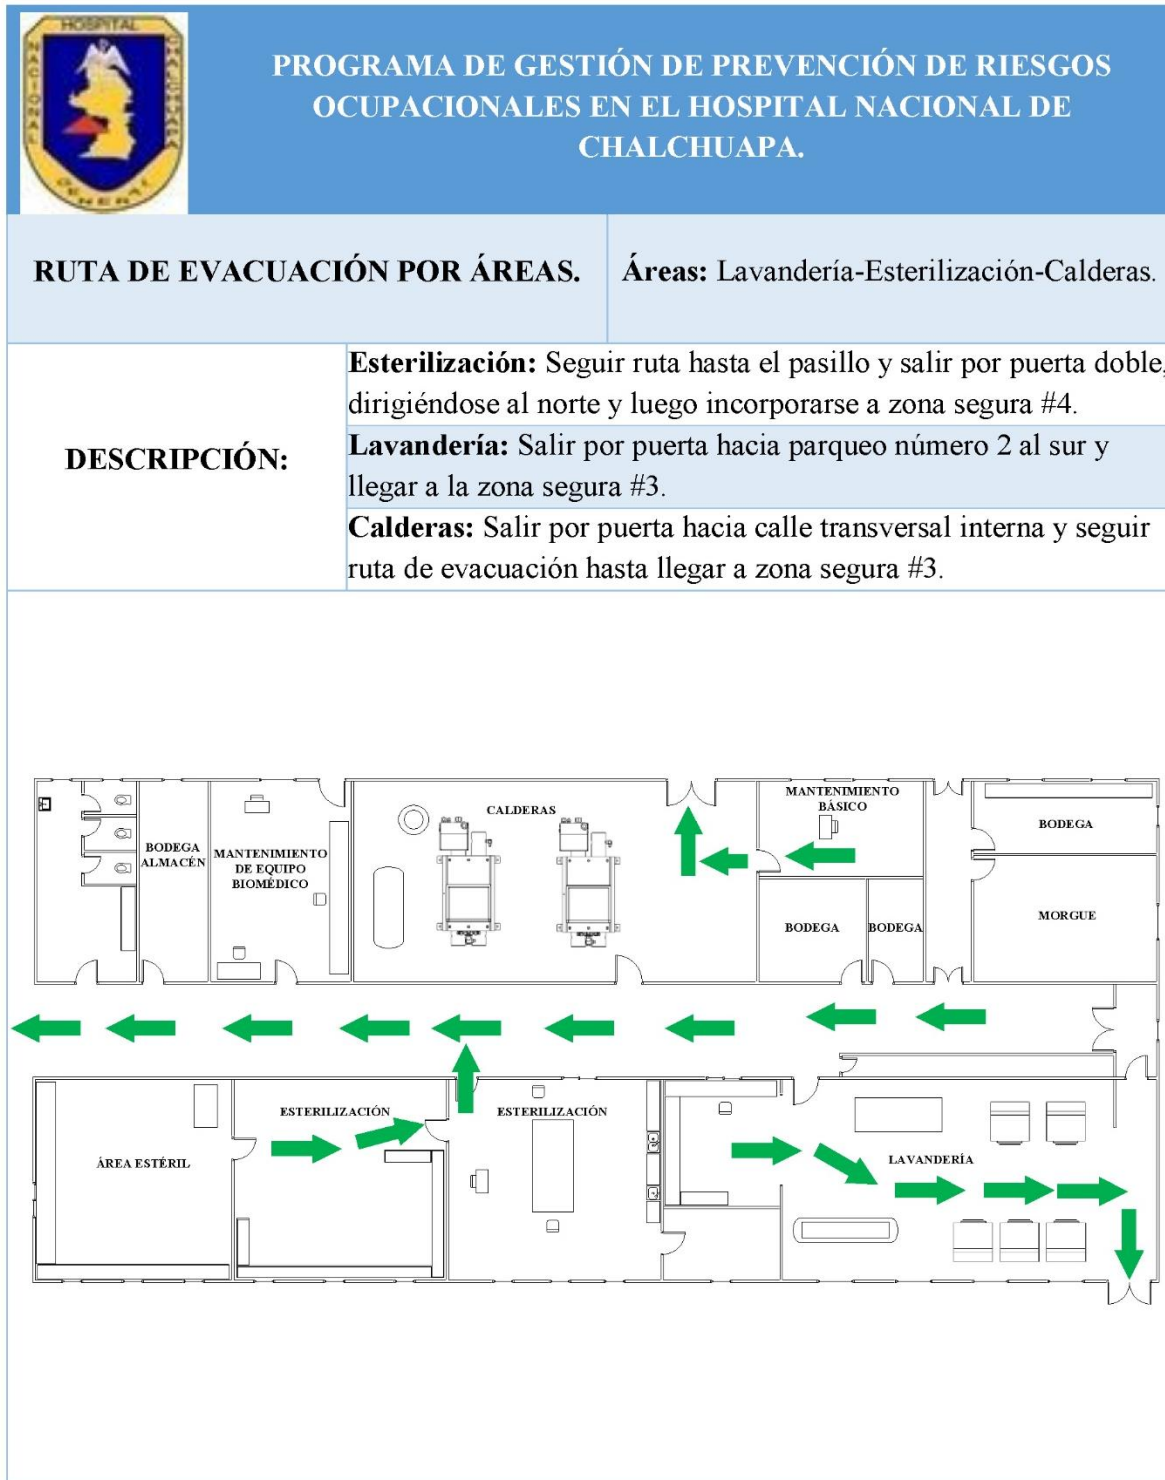 HOSPITAL
NACIONAL
CHALCHUAPA
GENERAL
PROGRAMA DE GESTIÓN DE PREVENCIÓN DE RIESGOS
OCUPACIONALES EN EL HOSPITAL NACIONAL DE
CHALCHUAPA.
RUTA DE EVACUACIÓN POR ÁREAS.
Áreas: Lavandería-Esterilización-Calderas.
DESCRIPCIÓN:
Esterilización: Seguir ruta hasta el pasillo y salir por puerta doble,
dirigiéndose al norte y luego incorporarse a zona segura #4.
Lavandería: Salir por puerta hacia parqueo número 2 al sur y
llegar a la zona segura #3.
Calderas: Salir por puerta hacia calle transversal interna y seguir
ruta de evacuación hasta llegar a zona segura #3.
BODEGA
ALMACÉN
MANTENIMIENTO
DE EQUIPO
BIOMÉDICO
CALDERAS
MANTENIMIENTO
BÁSICO
BODEGA
BODEGA
BODEGA
MORGUE
ÁREA ESTÉRIL
ESTERILIZACIÓN
ESTERILIZACIÓN
LAVANDERÍA